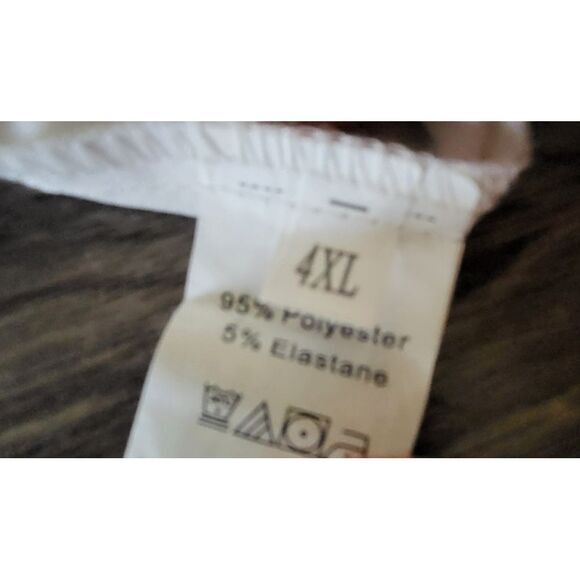 4XL
95% Polyester
5% Elastane